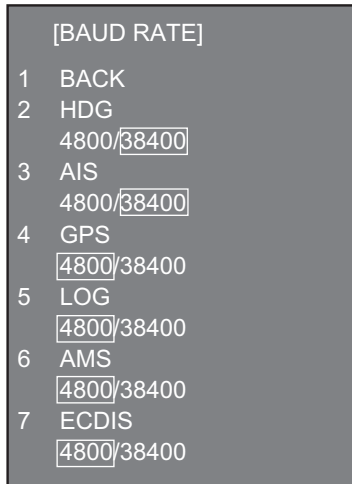 [BAUD RATE]
1 BACK
2 HDG
4800/38400
3 AIS
4800/38400
4 GPS
4800/38400
5 LOG
4800/38400
6 AMS
4800/38400
7 ECDIS
4800/38400